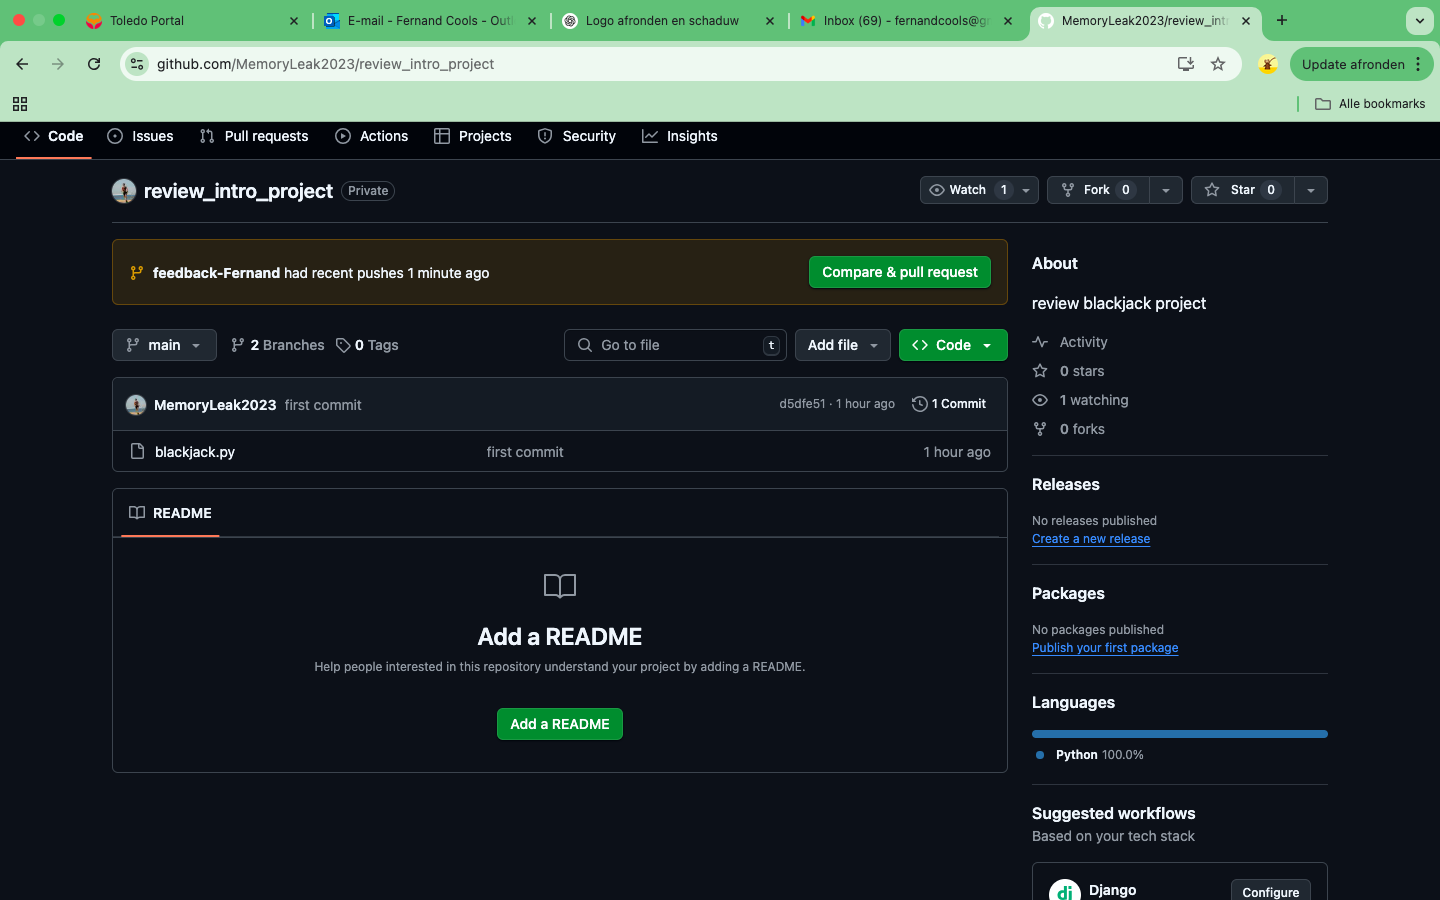 Toledo Portal
E-mail - Fernand Cools - Outl
Logo afronden en schaduw
Inbox (69) - fernandcools@g
MemoryLeak2023/review_intr
github.com/MemoryLeak2023/review_intro_project
Update afronden
Alle bookmarks
Code
Issues
Pull requests
Actions
Projects
Security
Insights
review_intro_project
Private
Watch 1
Fork 0
Star 0
feedback-Fernand had recent pushes 1 minute ago
Compare & pull request
main
2 Branches
0 Tags
Go to file
t
Add file
Code
MemoryLeak2023 first commit
d5dfe51 · 1 hour ago
1 Commit
blackjack.py
first commit
1 hour ago
README
Add a README
Help people interested in this repository understand your project by adding a README.
Add a README
About
review blackjack project
Activity
0 stars
1 watching
0 forks
Releases
No releases published
Create a new release
Packages
No packages published
Publish your first package
Languages
Python 100.0%
Suggested workflows
Based on your tech stack
dj
Django
Configure